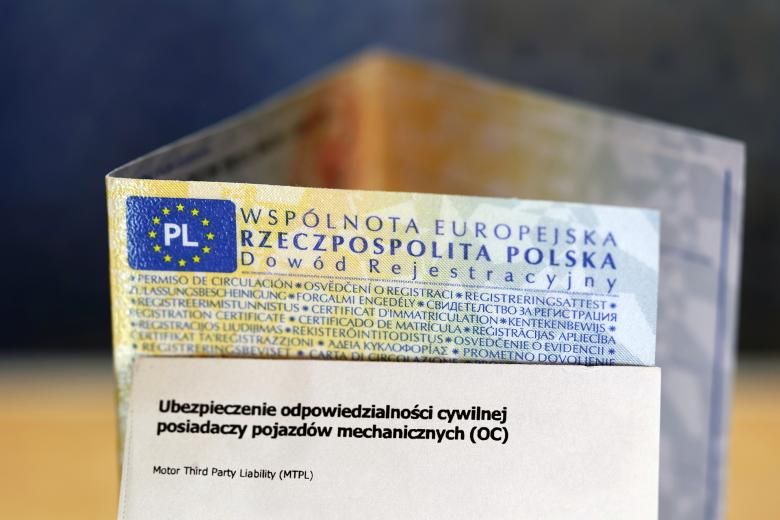 PL
WSPÓLNOTA EUROPEJSKA
RZECZPOSPOLITA POLSKA
Dowód Rejestracyjny
*PERMISO DE CIRCULACIÓN*OSVĚDČENÍ O REGISTRACI*REGISTRERINGSATTEST*
ZULASSUNGSBESCHEINIGUNG*FORGALMI ENGEDÉLY*СВИДЕТЕЛСТВО ЗА РЕГИСТРАЦИЯ
*REGISTREERIMISTUNNISTUS*CERTIFICAT D'IMMATRICULATION*KENTEKENBEWIJS*
REGISTRATION CERTIFICATE*CERTIFICADO DE MATRÍCULA*REĢISTRĀCIJAS APLIECĪBA
*REGISTRACIJOS LIUDIJIMAS*REKISTERÖINTITODISTUS*OSVEDČENIE O EVIDENCII*
ĊERTIFIKAT TA'REĠISTRAZZJONI*ΑΔΕΙΑ ΚΥΚΛΟΦΟΡΙΑΣ*PROMETNO DOVOLJENJE
*REGISTRERINGSBEVISET*CARTA DI CIRCOLAZIONE
Ubezpieczenie odpowiedzialności cywilnej
posiadaczy pojazdów mechanicznych (OC)
Motor Third Party Liability (MTPL)